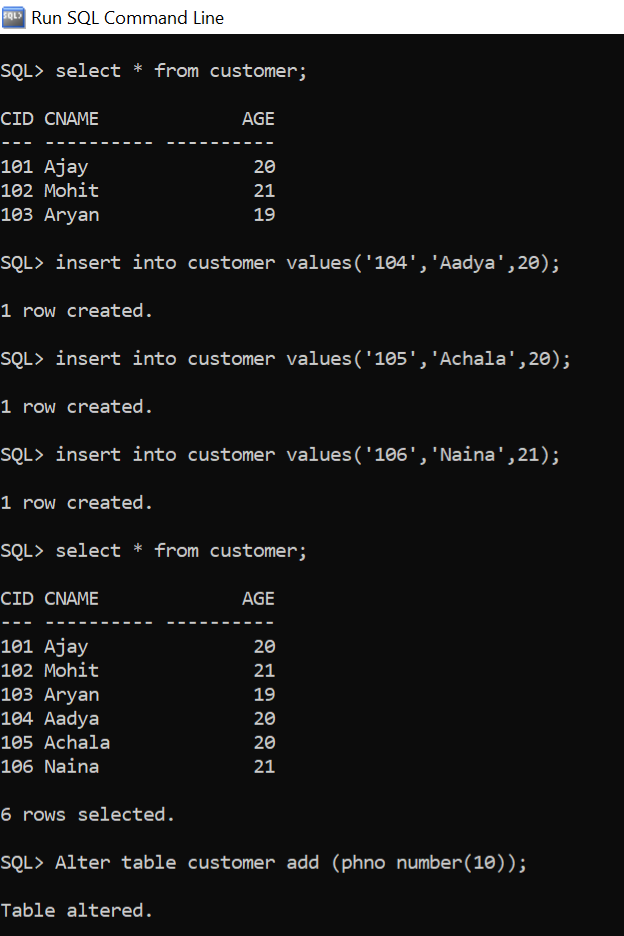 Run SQL Command Line
SQL> select * from customer;
CID CNAME             AGE
--- ---------- ----------
101 Ajay               20
102 Mohit              21
103 Aryan              19
SQL> insert into customer values('104','Aadya',20);
1 row created.
SQL> insert into customer values('105','Achala',20);
1 row created.
SQL> insert into customer values('106','Naina',21);
1 row created.
SQL> select * from customer;
CID CNAME             AGE
--- ---------- ----------
101 Ajay               20
102 Mohit              21
103 Aryan              19
104 Aadya              20
105 Achala             20
106 Naina              21
6 rows selected.
SQL> Alter table customer add (phno number(10));
Table altered.